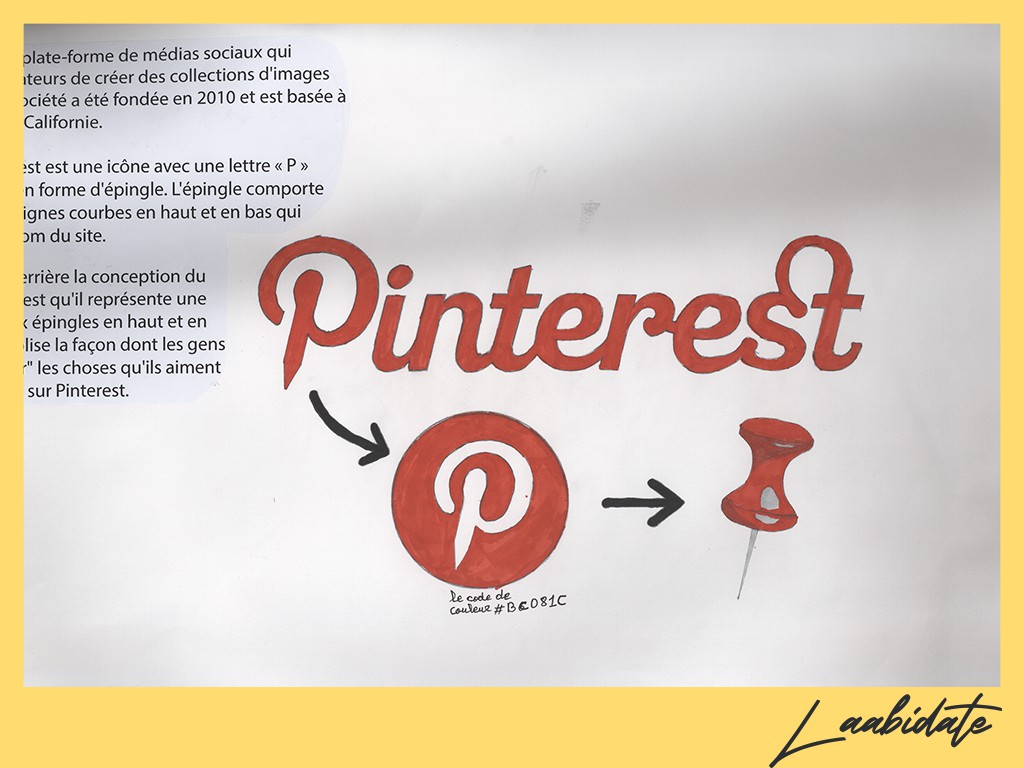 plate-forme de médias sociaux qui
ateurs de créer des collections d'images
ociété a été fondée en 2010 et est basée à
Californie.
est est une icône avec une lettre « P »
n forme d'épingle. L'épingle comporte
ignes courbes en haut et en bas qui
om du site.
errière la conception du
est qu'il représente une
x épingles en haut et en
lise la façon dont les gens
r" les choses qu'ils aiment
sur Pinterest.
Pinterest
P
le code de
couleur #BC081C
Laabidate